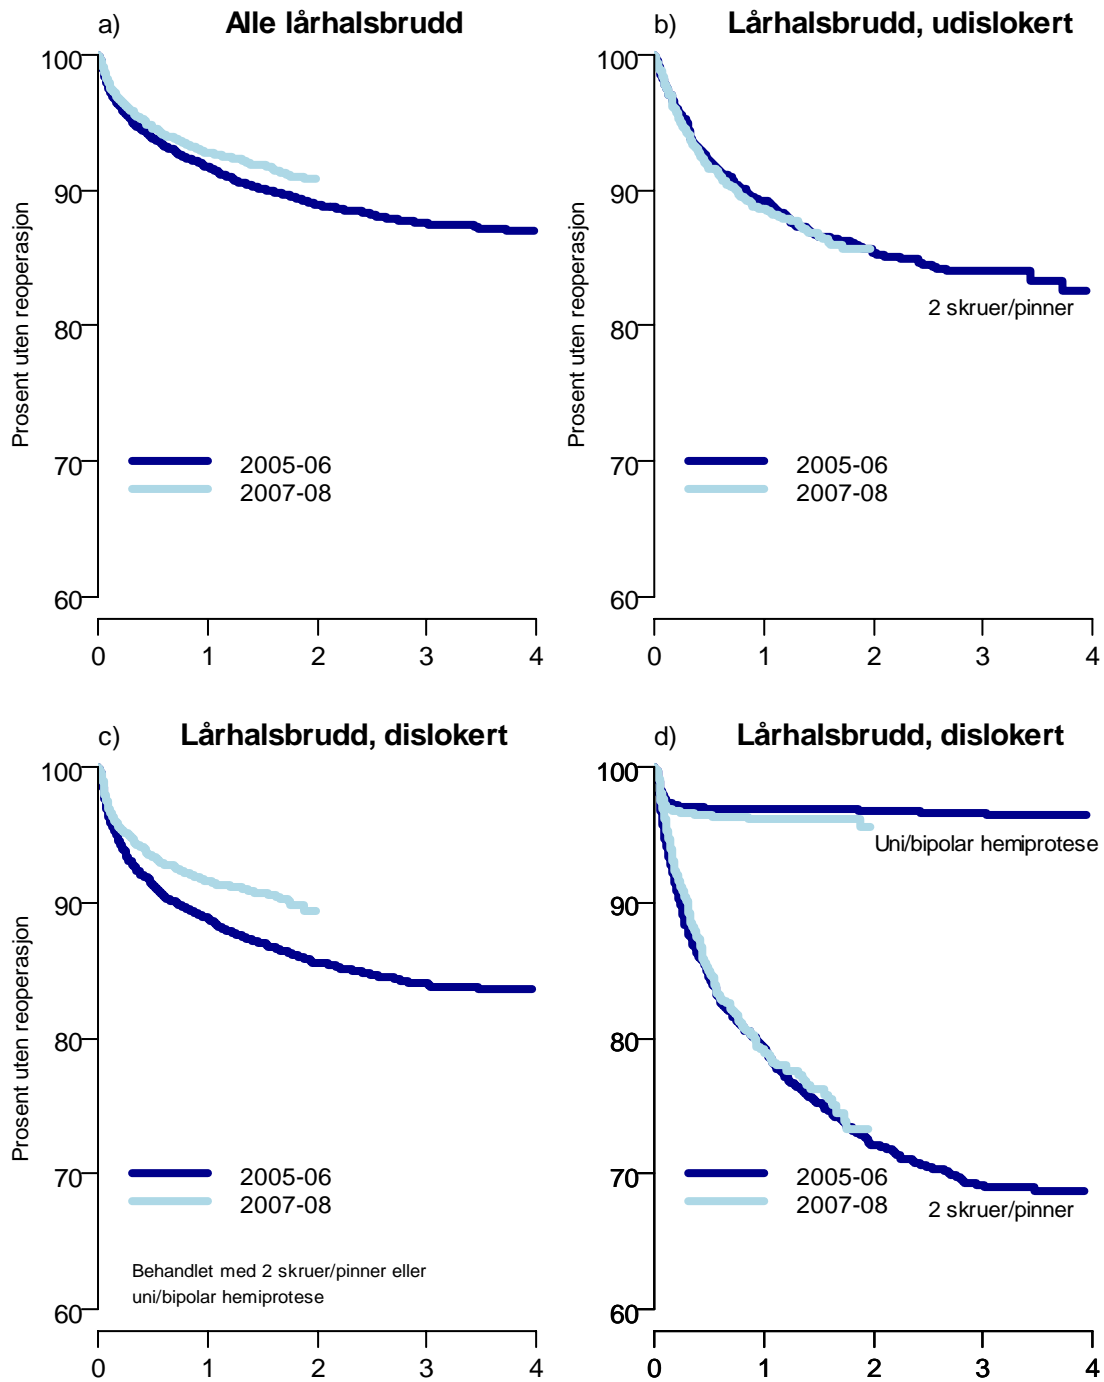 a)
Alle lårhalsbrudd
100
90
80
70
60
Prosent uten reoperasjon
2005-06
2007-08
0 1 2 3 4
b)
Lårhalsbrudd, udislokert
100
90
80
70
60
Prosent uten reoperasjon
2 skruer/pinner
2005-06
2007-08
0 1 2 3 4
c)
Lårhalsbrudd, dislokert
100
90
80
70
60
Prosent uten reoperasjon
2005-06
2007-08
Behandlet med 2 skruer/pinner eller
uni/bipolar hemiprotese
0 1 2 3 4
d)
Lårhalsbrudd, dislokert
100
90
80
70
60
Uni/bipolar hemiprotese
2005-06
2007-08
2 skruer/pinner
0 1 2 3 4